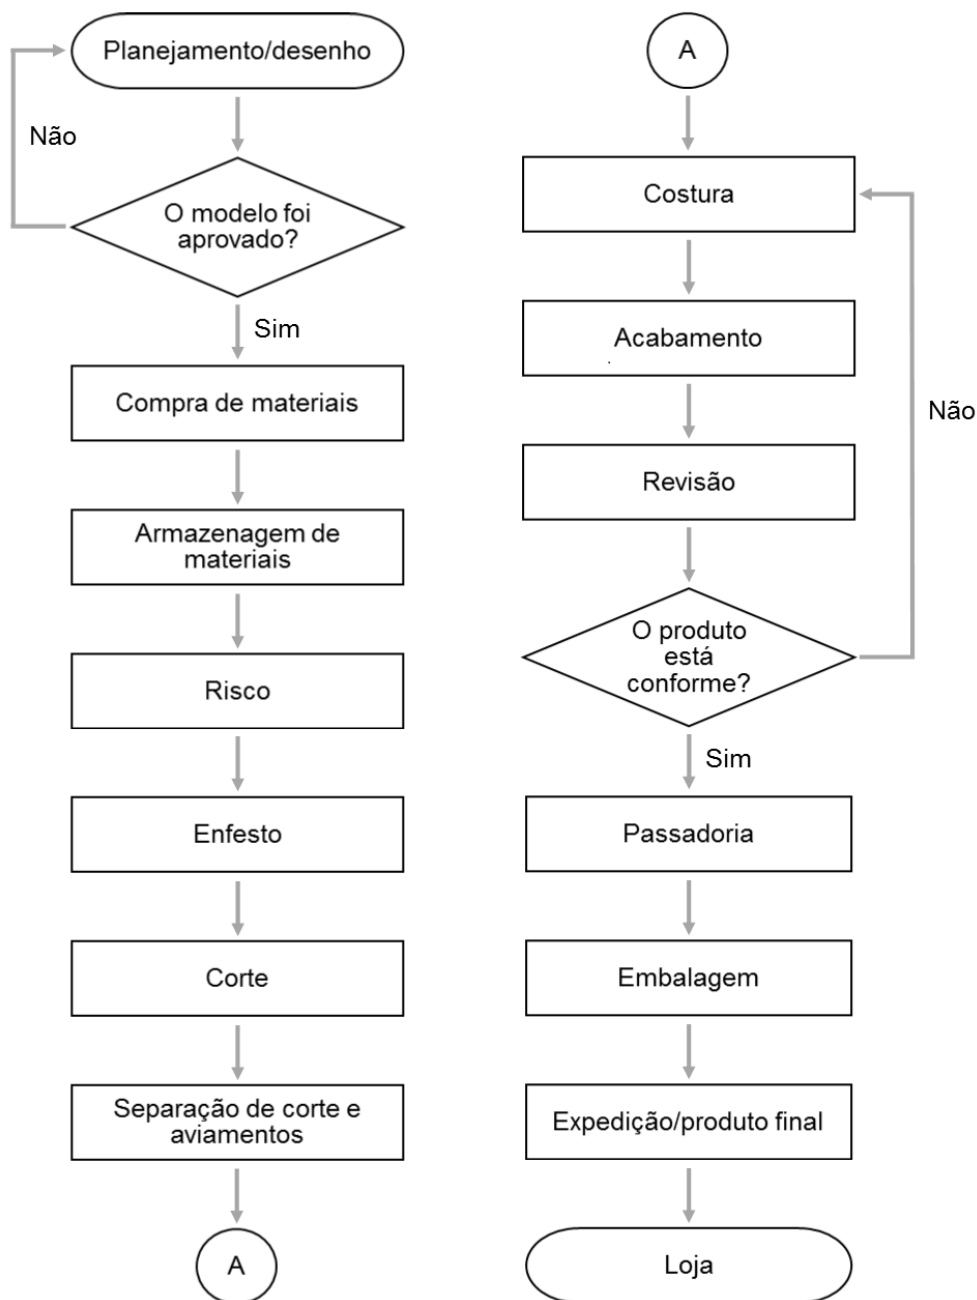 Planejamento/desenho
Não
O modelo foi
aprovado?
Sim
Compra de materiais
Armazenagem de
materiais
Risco
Enfesto
Corte
Separação de corte e
aviamentos
A
A
Costura
Acabamento
Revisão
Não
O produto
está
conforme?
Sim
Passadoria
Embalagem
Expedição/produto final
Loja